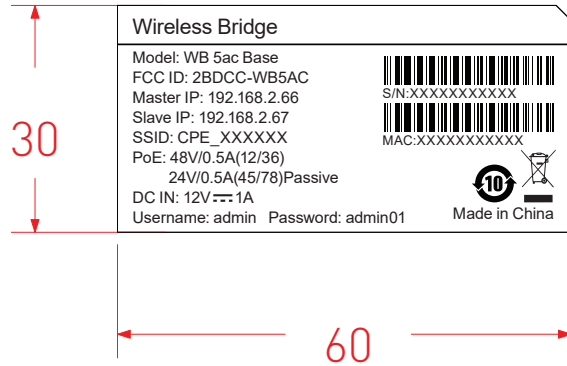 Wireless Bridge
Model: WB 5ac Base
FCC ID: 2BDCC-WB5AC
Master IP: 192.168.2.66
Slave IP: 192.168.2.67
SSID: CPE_XXXXXX
PoE: 48V/0.5A(12/36)
24V/0.5A(45/78)Passive
DC IN: 12V⎓1A
Username: admin Password: admin01
S/N:XXXXXXXXXXX
MAC:XXXXXXXXXXX
10
Made in China
30
60